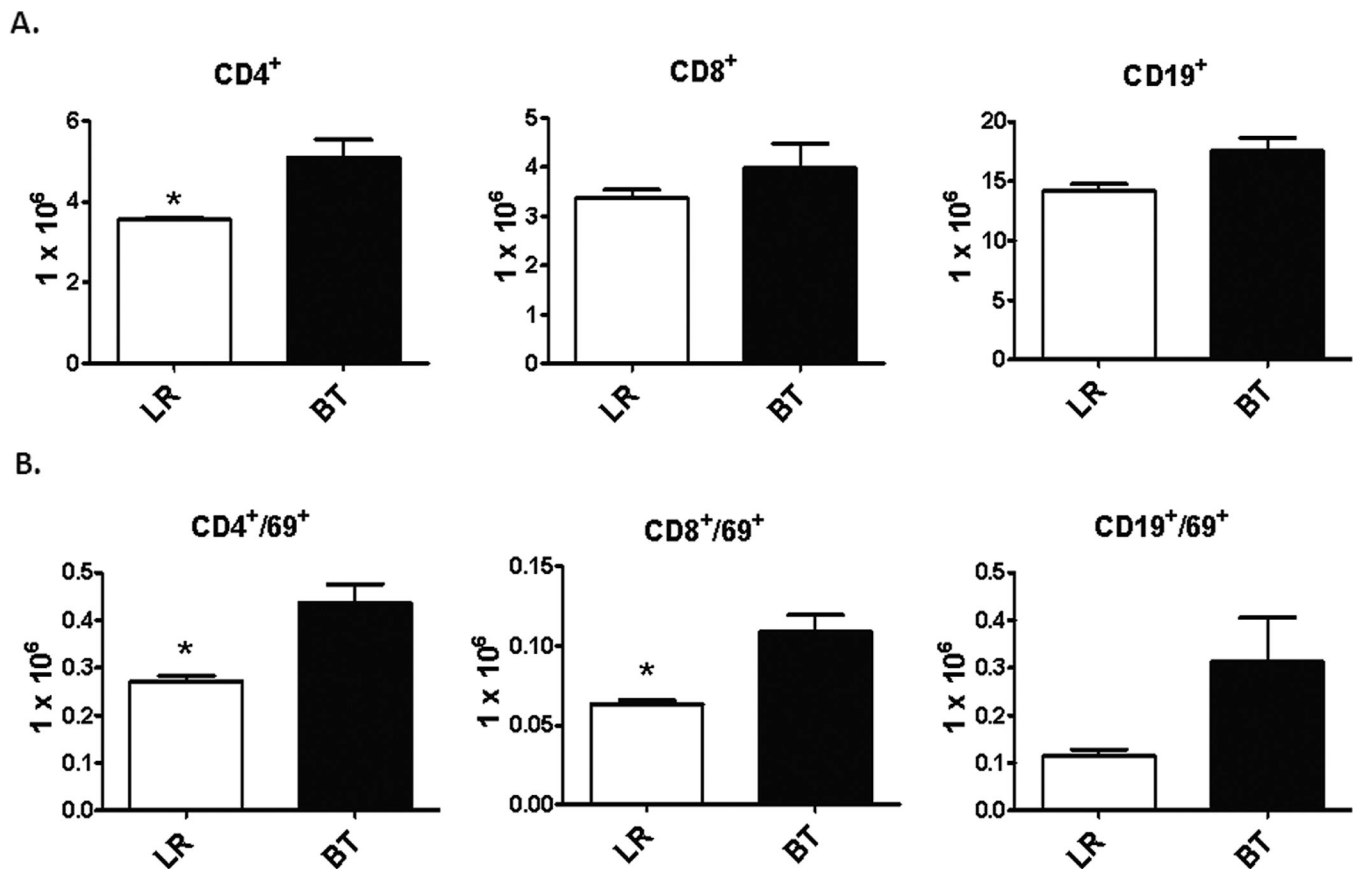 A.
CD4⁺ CD8⁺ CD19⁺
1 x 10⁶ 6 4 2 0 * LR BT
1 x 10⁶ 5 4 3 2 1 0 LR BT
1 x 10⁶ 20 15 10 5 0 LR BT
B.
CD4⁺/69⁺ CD8⁺/69⁺ CD19⁺/69⁺
1 x 10⁶ 0.5 0.4 0.3 0.2 0.1 0.0 * LR BT
1 x 10⁶ 0.15 0.10 0.05 0.00 * LR BT
1 x 10⁶ 0.5 0.4 0.3 0.2 0.1 0.0 LR BT